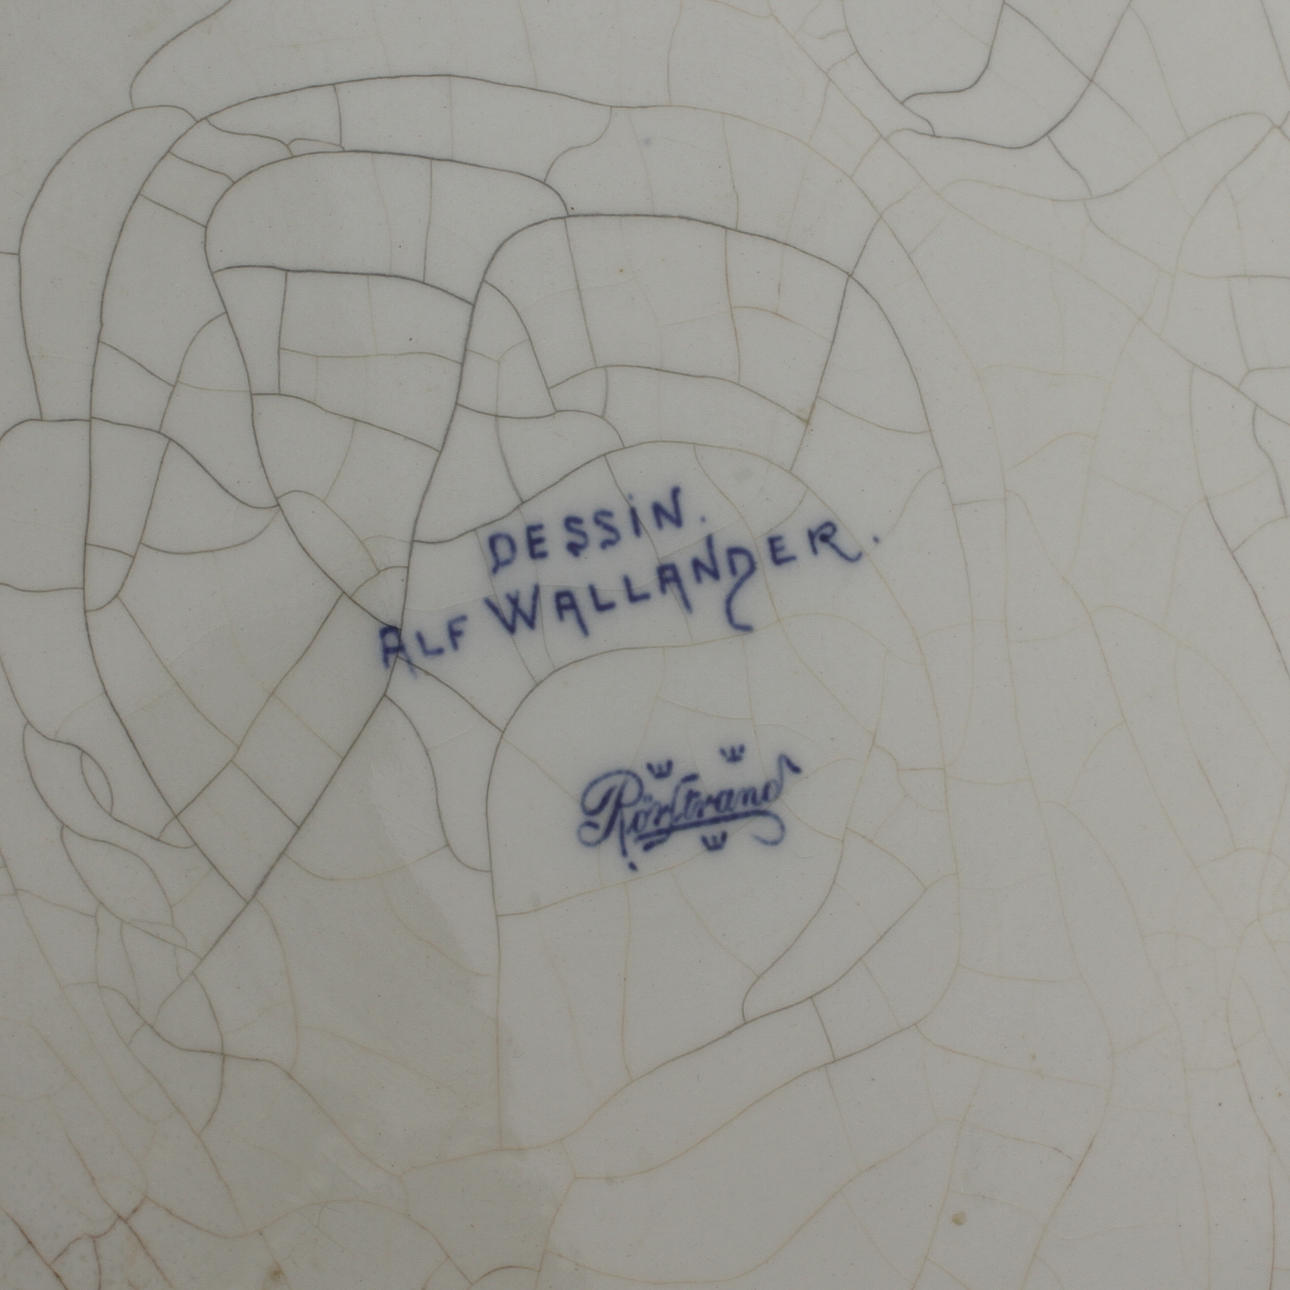 DESSIN.
ALF WALLANDER.
Rörstrand